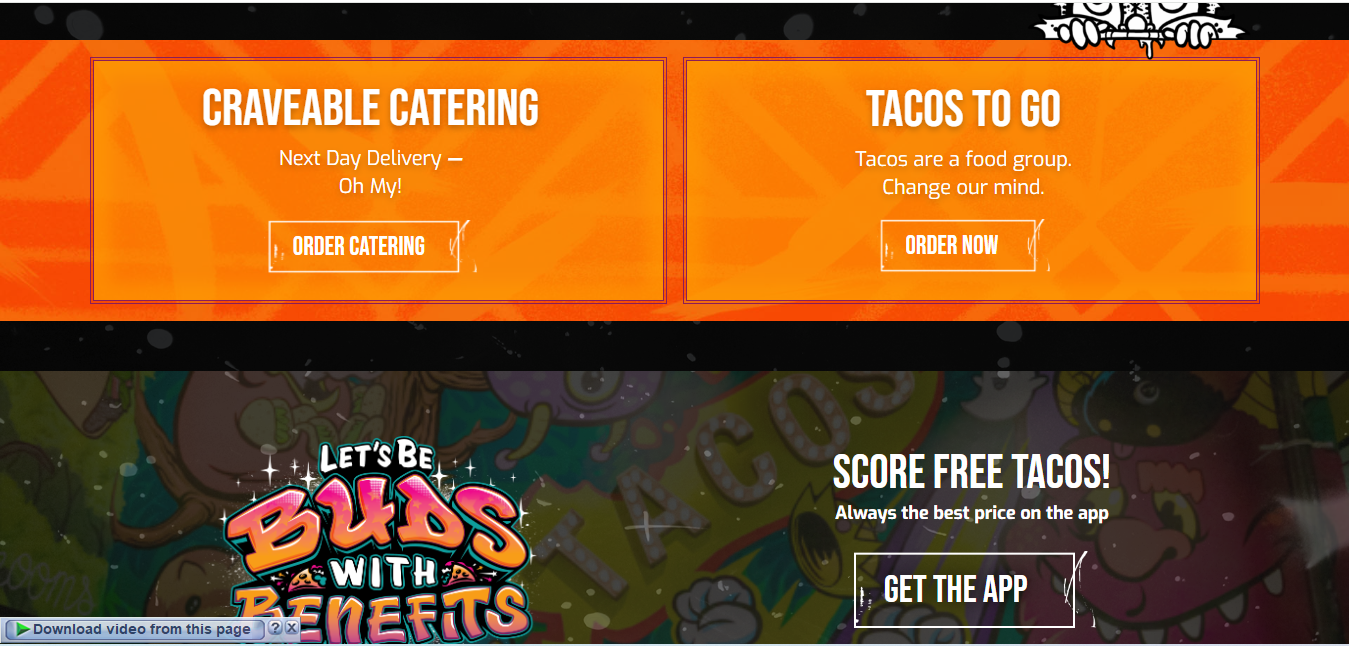 CRAVEABLE CATERING
Next Day Delivery —
Oh My!
ORDER CATERING
TACOS TO GO
Tacos are a food group.
Change our mind.
ORDER NOW
LET'S BE
BUDS
WITH
BENEFITS
TACOS
SCORE FREE TACOS!
Always the best price on the app
GET THE APP
Download video from this page
?
X